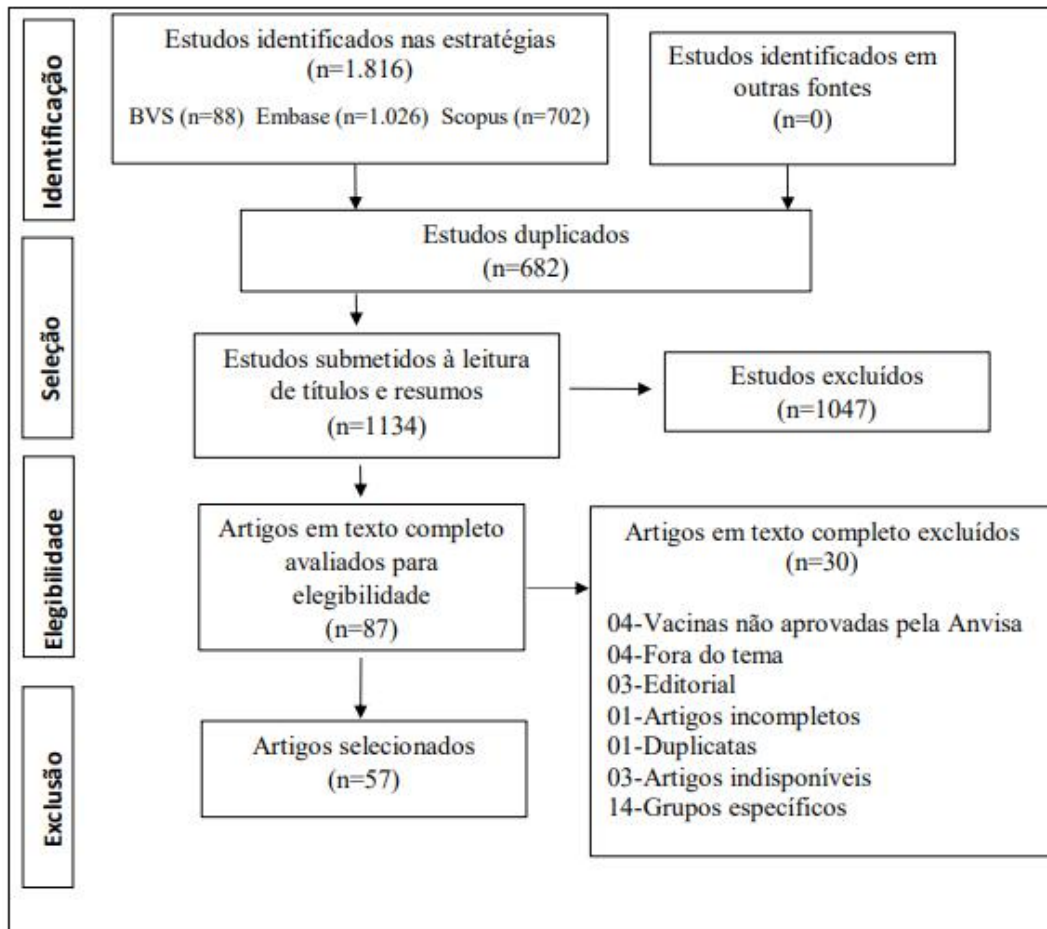 Identificação
Estudos identificados nas estratégias
(n=1.816)
BVS (n=88) Embase (n=1.026) Scopus (n=702)
Estudos identificados em
outras fontes
(n=0)
Estudos duplicados
(n=682)
Seleção
Estudos submetidos à leitura
de títulos e resumos
(n=1134)
Estudos excluídos
(n=1047)
Elegibilidade
Artigos em texto completo
avaliados para
elegibilidade
(n=87)
Artigos em texto completo excluídos
(n=30)
04-Vacinas não aprovadas pela Anvisa
04-Fora do tema
03-Editorial
01-Artigos incompletos
01-Duplicatas
03-Artigos indisponíveis
14-Grupos específicos
Exclusão
Artigos selecionados
(n=57)